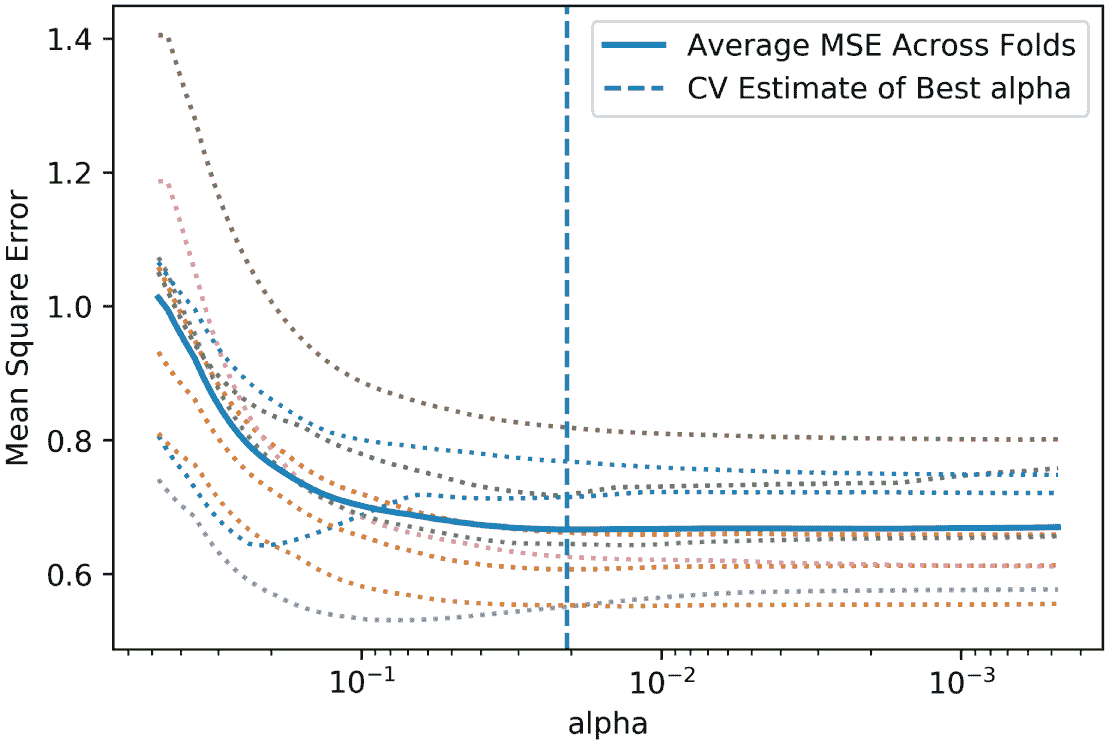 Average MSE Across Folds
CV Estimate of Best alpha
Mean Square Error
1.4
1.2
1.0
0.8
0.6
10⁻¹
10⁻²
10⁻³
alpha